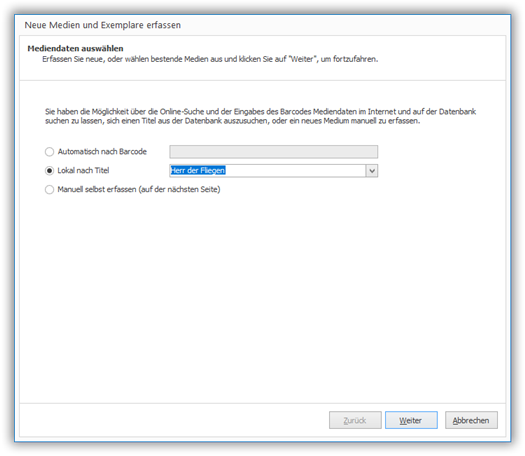 Neue Medien und Exemplare erfassen
Mediendaten auswählen
Erfassen Sie neue, oder wählen bestende Medien aus und klicken Sie auf "Weiter", um fortzufahren.
Sie haben die Möglichkeit über die Online-Suche und der Eingabes des Barcodes Mediendaten im Internet und auf der Datenbank
suchen zu lassen, sich einen Titel aus der Datenbank auszusuchen, oder ein neues Medium manuell zu erfassen.
Automatisch nach Barcode
Lokal nach Titel Herr der Fliegen
Manuell selbst erfassen (auf der nächsten Seite)
Zurück Weiter Abbrechen